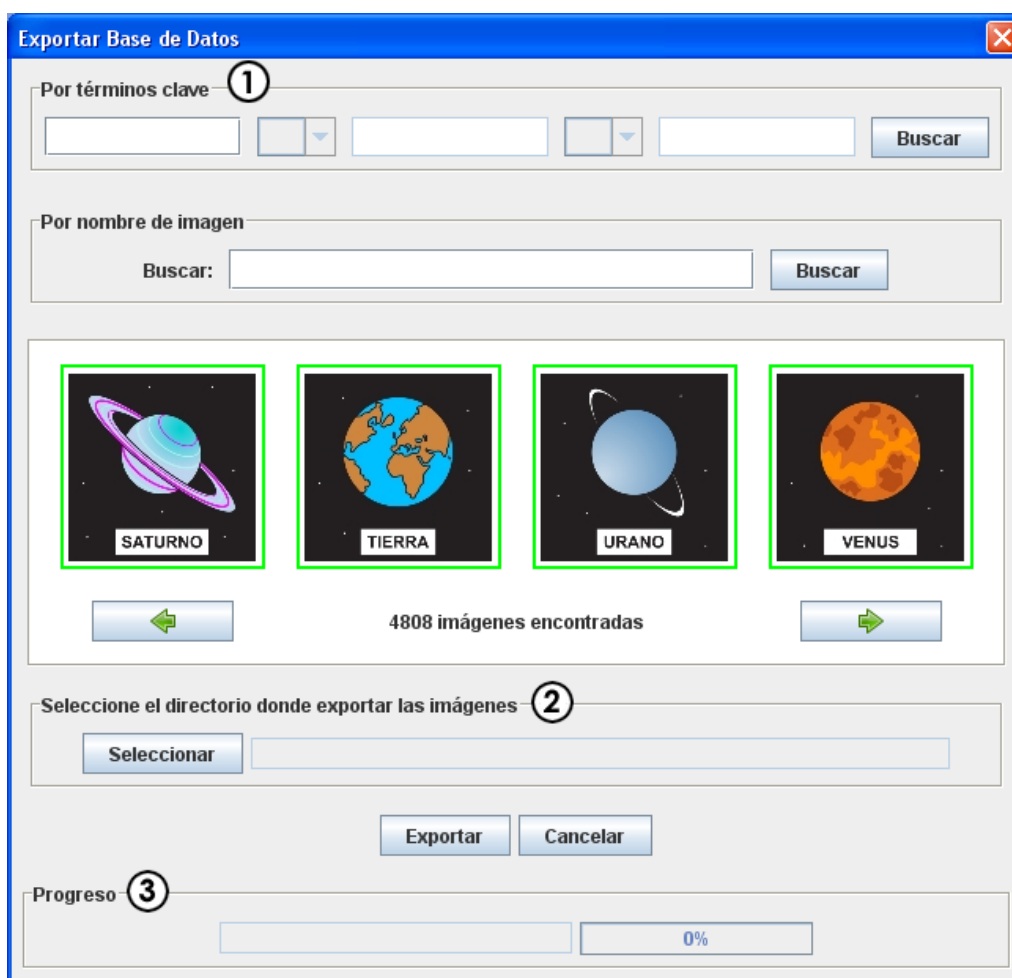 Exportar Base de Datos
Por términos clave 1
Buscar
Por nombre de imagen
Buscar: Buscar
SATURNO TIERRA URANO VENUS
4808 imágenes encontradas
Seleccione el directorio donde exportar las imágenes 2
Seleccionar
Exportar Cancelar
Progreso 3
0%